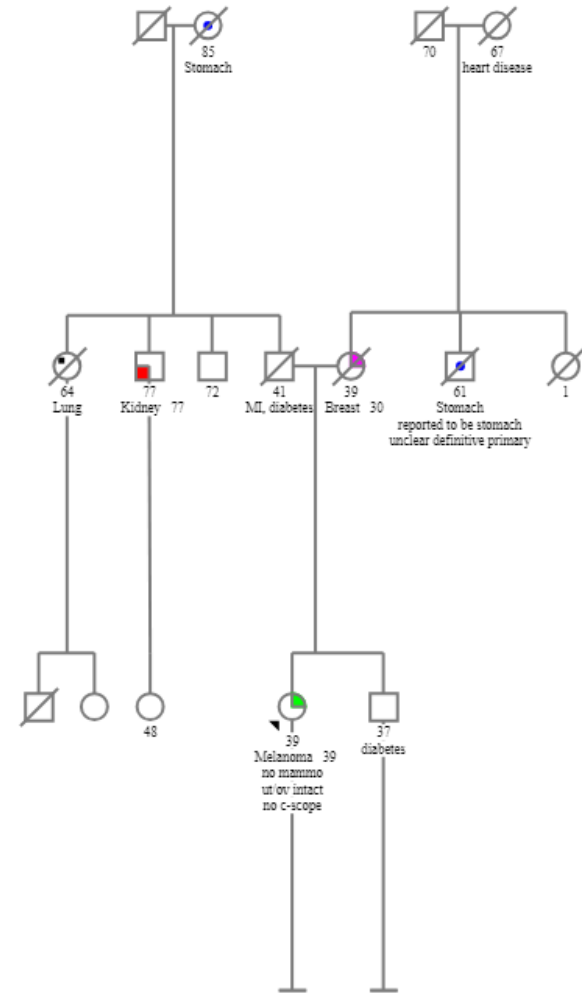 85
Stomach
70
67
heart disease
64
Lung
77
Kidney 77
72
41
MI, diabetes
39
Breast 30
61
Stomach
reported to be stomach
unclear definitive primary
1
48
39
Melanoma 39
no mammo
ut/ov intact
no c-scope
37
diabetes